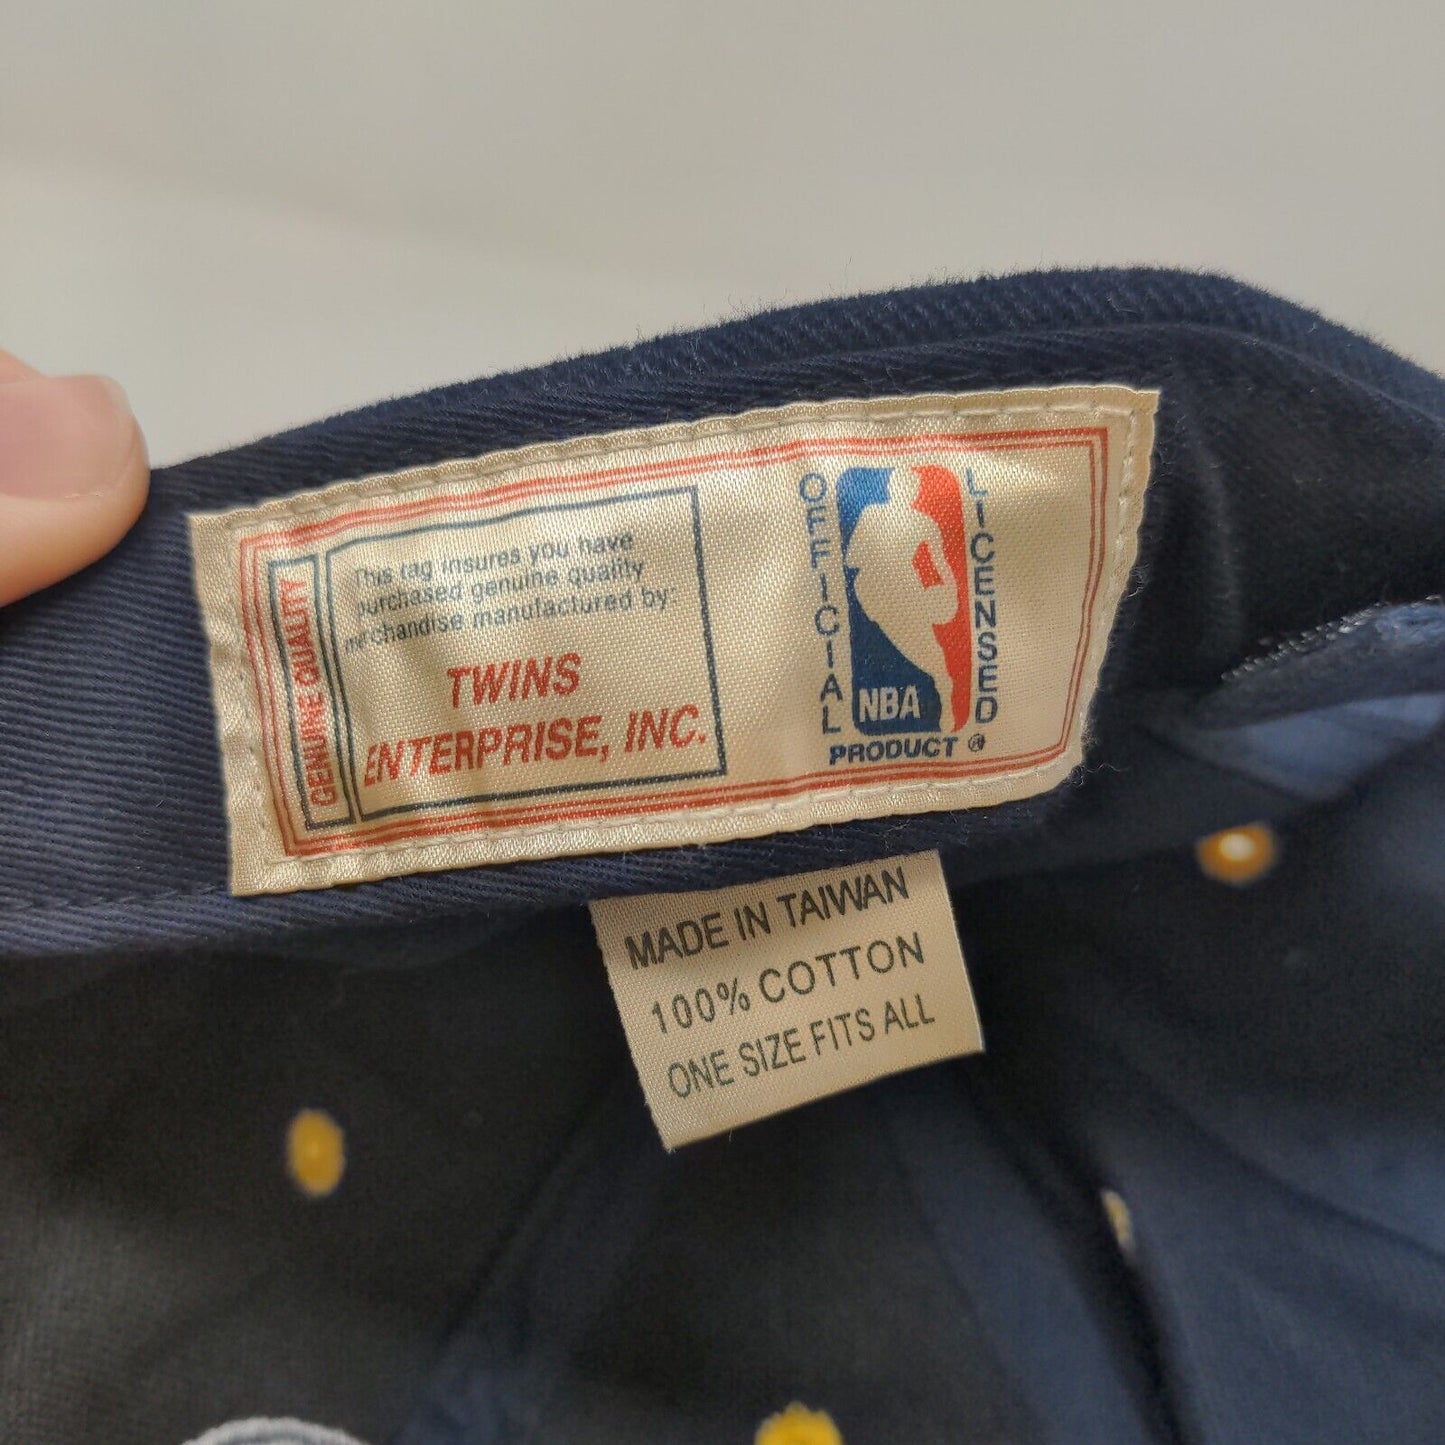 GENUINE QUALITY
This tag insures you have
purchased genuine quality
merchandise manufactured by:
TWINS
ENTERPRISE, INC.
OFFICIAL
LICENSED
NBA
PRODUCT ®
MADE IN TAIWAN
100% COTTON
ONE SIZE FITS ALL